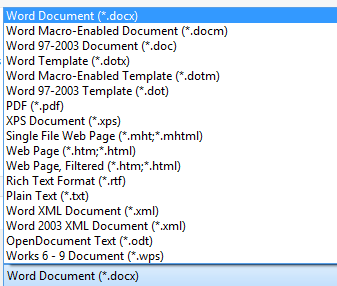 Word Document (*.docx)
Word Macro-Enabled Document (*.docm)
Word 97-2003 Document (*.doc)
Word Template (*.dotx)
Word Macro-Enabled Template (*.dotm)
Word 97-2003 Template (*.dot)
PDF (*.pdf)
XPS Document (*.xps)
Single File Web Page (*.mht;*.mhtml)
Web Page (*.htm;*.html)
Web Page, Filtered (*.htm;*.html)
Rich Text Format (*.rtf)
Plain Text (*.txt)
Word XML Document (*.xml)
Word 2003 XML Document (*.xml)
OpenDocument Text (*.odt)
Works 6 - 9 Document (*.wps)
Word Document (*.docx)